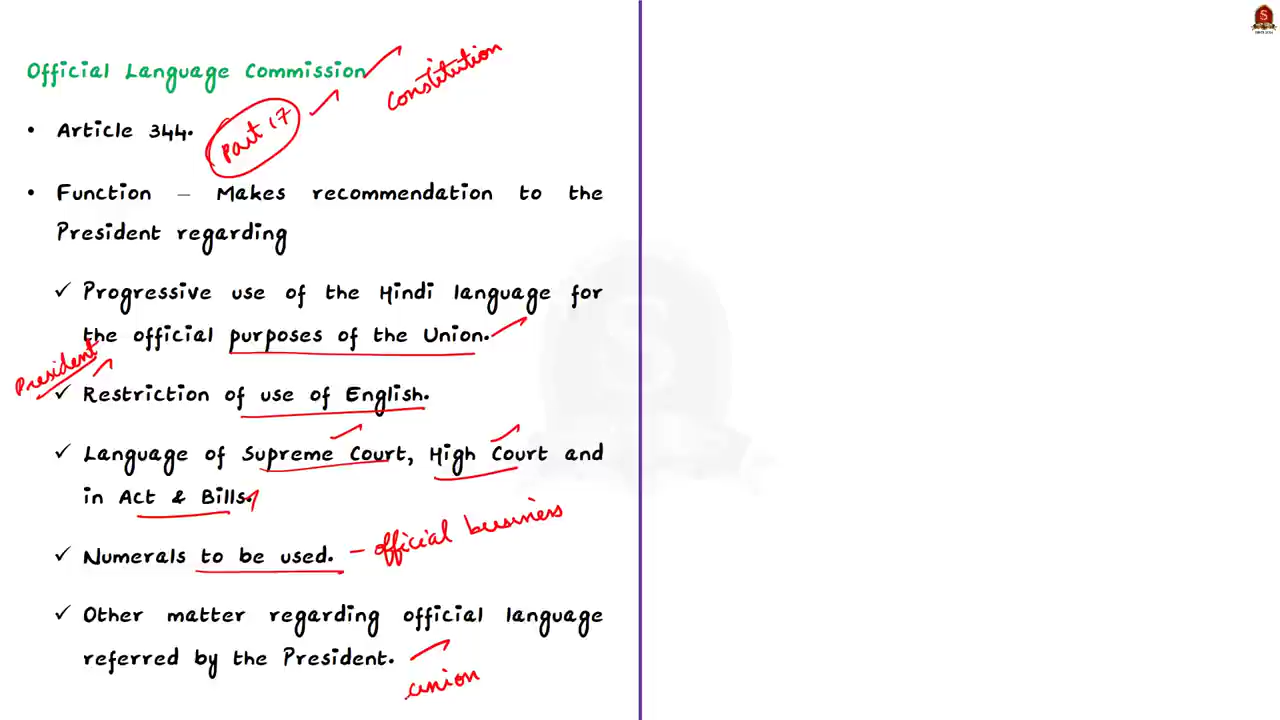 Official Language Commission
constitution
• Article 344.
Part 17
• Function – Makes recommendation to the
President regarding
✓ Progressive use of the Hindi language for
the official purposes of the Union.
President
✓ Restriction of use of English.
✓ Language of Supreme Court, High Court and
in Act & Bills.
✓ Numerals to be used.
– official business
✓ Other matter regarding official language
referred by the President.
union